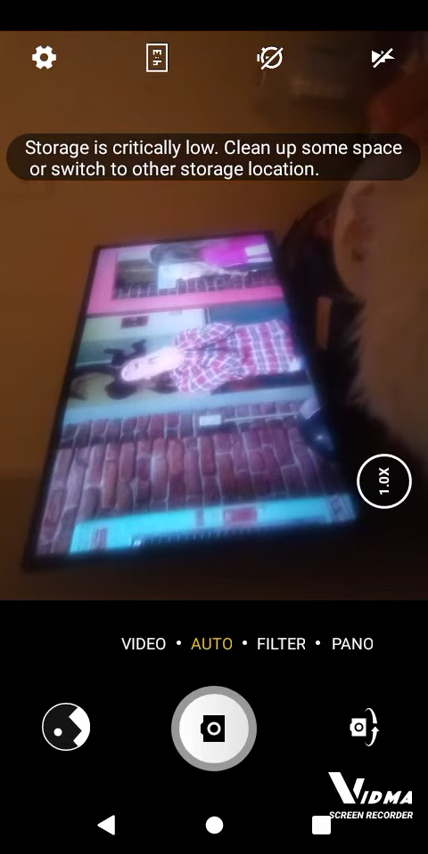 Storage is critically low. Clean up some space
or switch to other storage location.
1.0X
VIDEO • AUTO • FILTER • PANO
VIDMA
SCREEN RECORDER